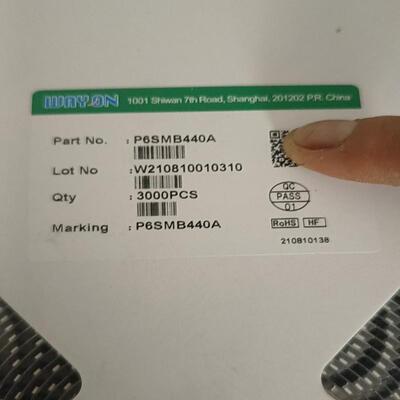 WAYON 1001 Shiwan 7th Road, Shanghai, 201202 P.R. China
Part No. : P6SMB440A
Lot No : W210810010310
Qty : 3000PCS
QC
PASS
01
Marking : P6SMB440A
RoHS HF
210810138